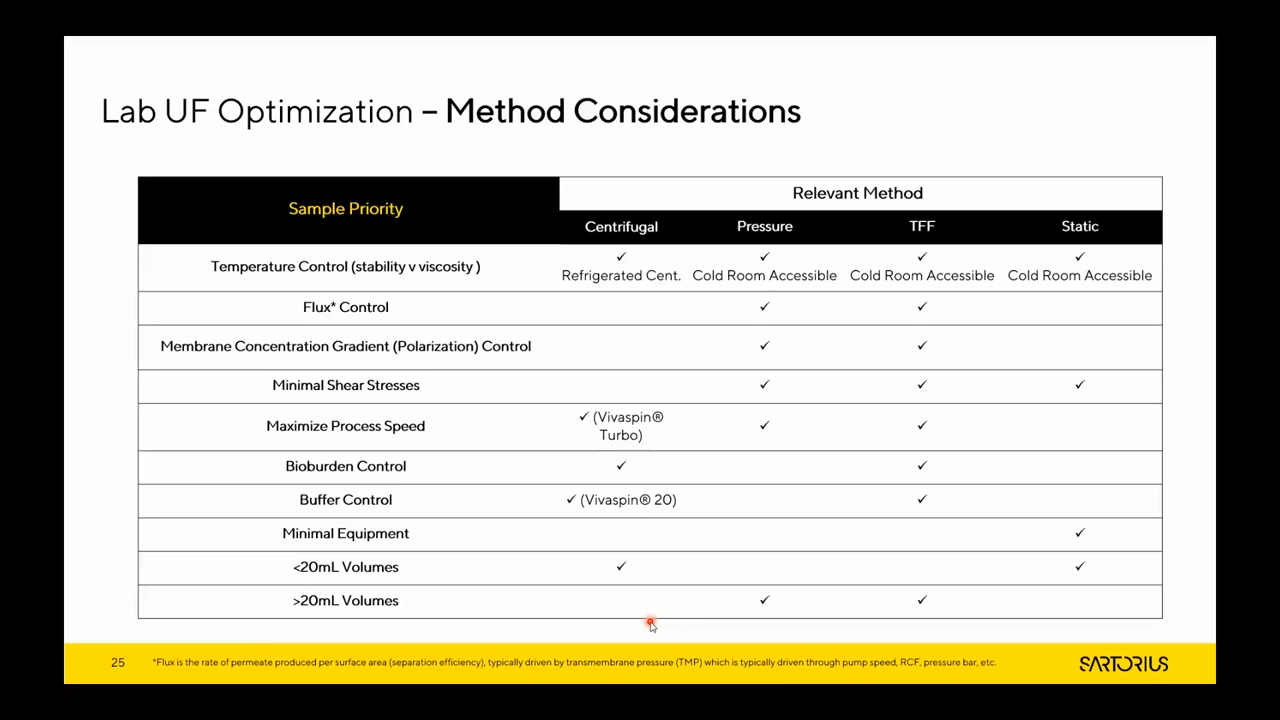 Lab UF Optimization – Method Considerations
Sample Priority
Relevant Method
Centrifugal Pressure TFF Static
Temperature Control (stability v viscosity ) ✓ ✓ ✓ ✓
Refrigerated Cent. Cold Room Accessible Cold Room Accessible Cold Room Accessible
Flux* Control ✓ ✓
Membrane Concentration Gradient (Polarization) Control ✓ ✓
Minimal Shear Stresses ✓ ✓ ✓
Maximize Process Speed ✓ (Vivaspin® ✓ ✓
Turbo)
Bioburden Control ✓ ✓
Buffer Control ✓ (Vivaspin® 20) ✓
Minimal Equipment ✓
<20mL Volumes ✓ ✓
>20mL Volumes ✓ ✓
25 *Flux is the rate of permeate produced per surface area (separation efficiency), typically driven by transmembrane pressure (TMP) which is typically driven through pump speed, RCF, pressure bar, etc.
SARTORIUS